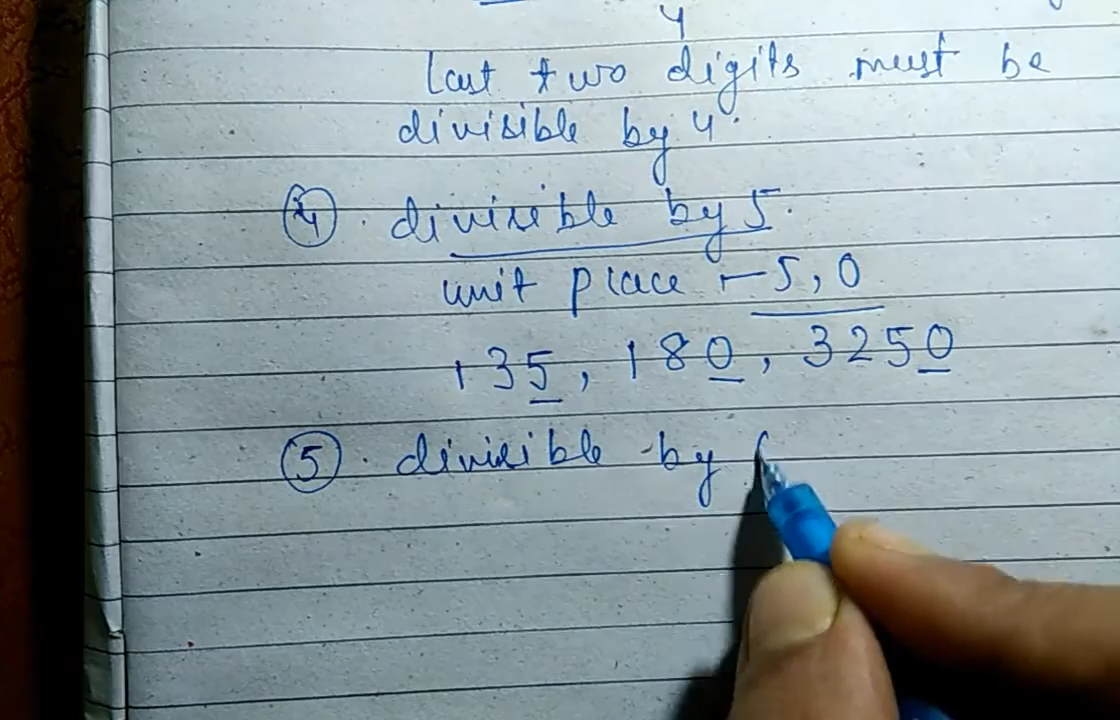 4
Last two digits must be
divisible by 4.
④. divisible by 5.
unit place - 5, 0
135, 180, 3250
⑤. divisible by